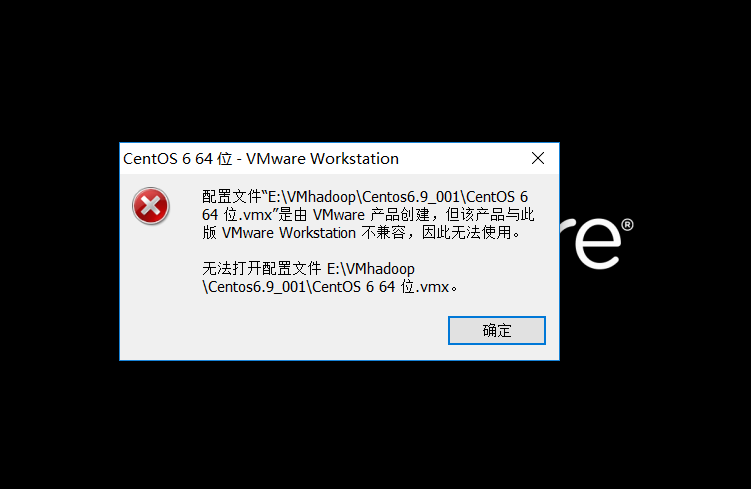 CentOS 6 64 位 - VMware Workstation
配置文件“E:\VMhadoop\Centos6.9_001\CentOS 6
64 位.vmx”是由 VMware 产品创建，但该产品与此
版 VMware Workstation 不兼容，因此无法使用。
re®
无法打开配置文件 E:\VMhadoop
\Centos6.9_001\CentOS 6 64 位.vmx。
确定